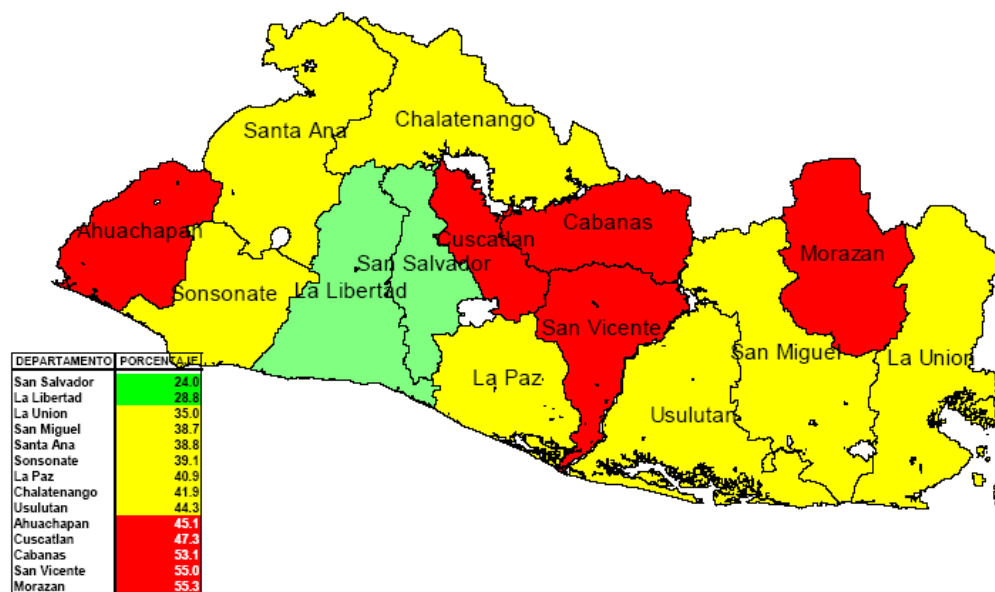 Chalatenango
Santa Ana
Cabanas
Ahuachapan
Cuscatlan
Morazan
San Salvador
Sonsonate
La Libertad
San Vicente
San Miguel
La Union
La Paz
Usulutan
DEPARTAMENTO PORCENTAJE
San Salvador 24.0
La Libertad 28.8
La Union 35.0
San Miguel 38.7
Santa Ana 38.8
Sonsonate 39.1
La Paz 40.9
Chalatenango 41.9
Usulutan 44.3
Ahuachapan 45.1
Cuscatlan 47.3
Cabanas 53.1
San Vicente 55.0
Morazan 55.3